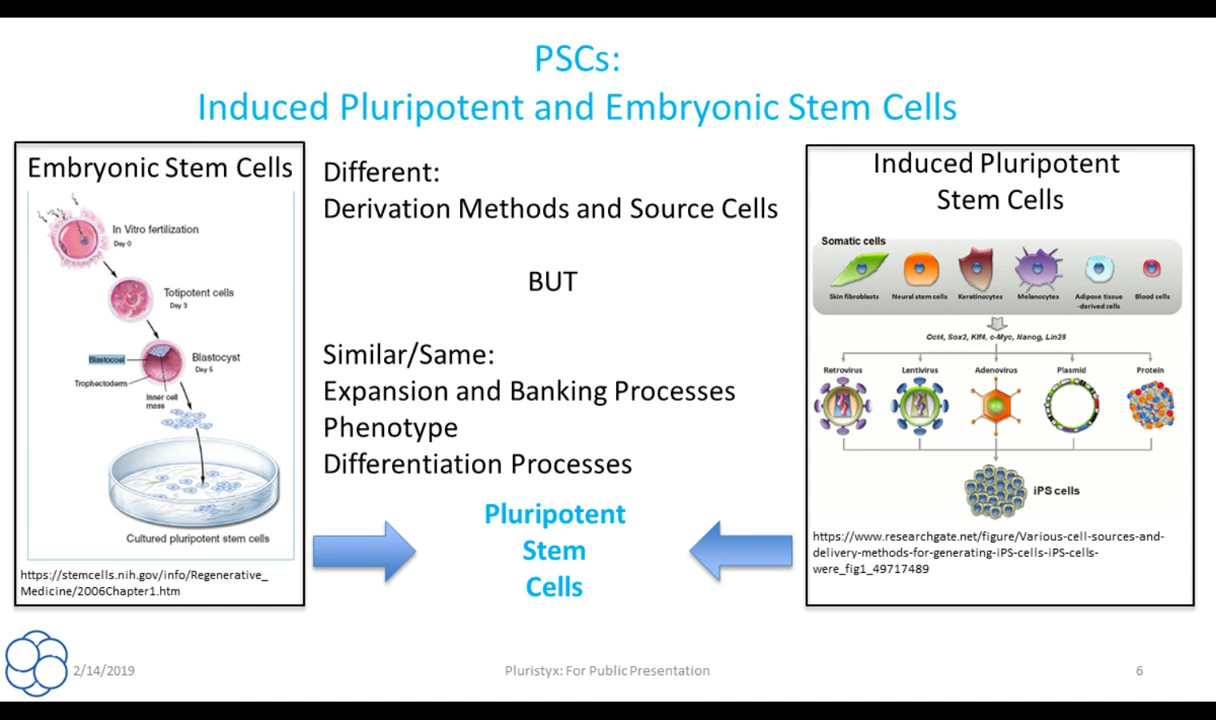 PSCs:
Induced Pluripotent and Embryonic Stem Cells
Embryonic Stem Cells
In Vitro fertilization
Day 0
Totipotent cells
Day 3
Blastocoel
Blastocyst
Day 5
Trophectoderm
Inner cell
mass
Cultured pluripotent stem cells
https://stemcells.nih.gov/info/Regenerative_
Medicine/2006Chapter1.htm
Different:
Derivation Methods and Source Cells
BUT
Similar/Same:
Expansion and Banking Processes
Phenotype
Differentiation Processes
Pluripotent
Stem
Cells
Induced Pluripotent
Stem Cells
Somatic cells
Skin fibroblasts Neural stem cells Keratinocytes Melanocytes Adipose tissue Blood cells
-derived cells
Oct4, Sox2, Klf4, c-Myc, Nanog, Lin28
Retrovirus Lentivirus Adenovirus Plasmid Protein
iPS cells
https://www.researchgate.net/figure/Various-cell-sources-and-
delivery-methods-for-generating-iPS-cells-iPS-cells-
were_fig1_49717489
2/14/2019
Pluristyx: For Public Presentation
6